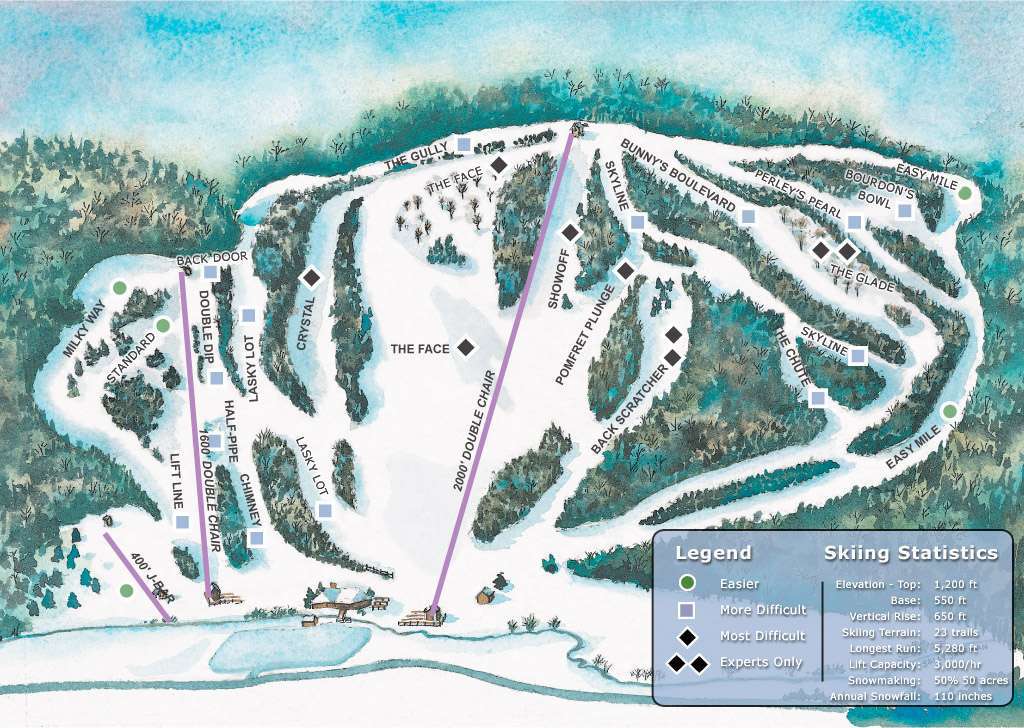 THE GULLY
THE FACE
SKYLINE
BUNNY'S BOULEVARD
PERLEY'S PEARL
BOURDON'S
BOWL
EASY MILE
BACK DOOR
MILKY WAY
STANDARD
DOUBLE DIP
LASKY LOT
CRYSTAL
THE FACE
SHOWOFF
POMFRET PLUNGE
THE GLADE
SKYLINE
THE CHUTE
BACK SCRATCHER
2000' DOUBLE CHAIR
HALF-PIPE
1600' DOUBLE CHAIR
LIFT LINE
CHIMNEY
LASKY LOT
EASY MILE
400' J-BAR
Legend
Easier
More Difficult
Most Difficult
Experts Only
Skiing Statistics
Elevation - Top: 1,200 ft
Base: 550 ft
Vertical Rise: 650 ft
Skiing Terrain: 23 trails
Longest Run: 5,280 ft
Lift Capacity: 3,000/hr
Snowmaking: 50% 50 acres
Annual Snowfall: 110 inches